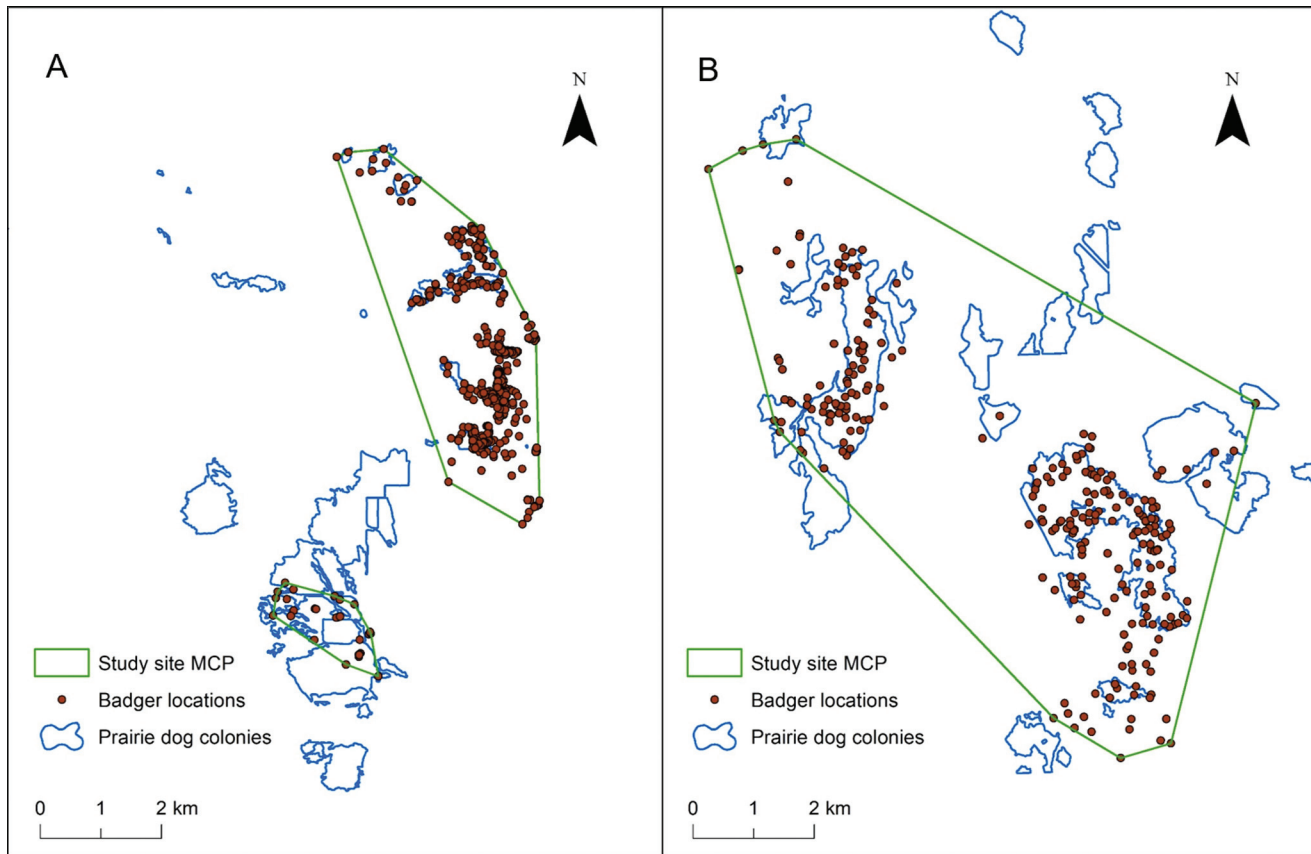 A
N
Study site MCP
Badger locations
Prairie dog colonies
0 1 2 km
B
N
Study site MCP
Badger locations
Prairie dog colonies
0 1 2 km